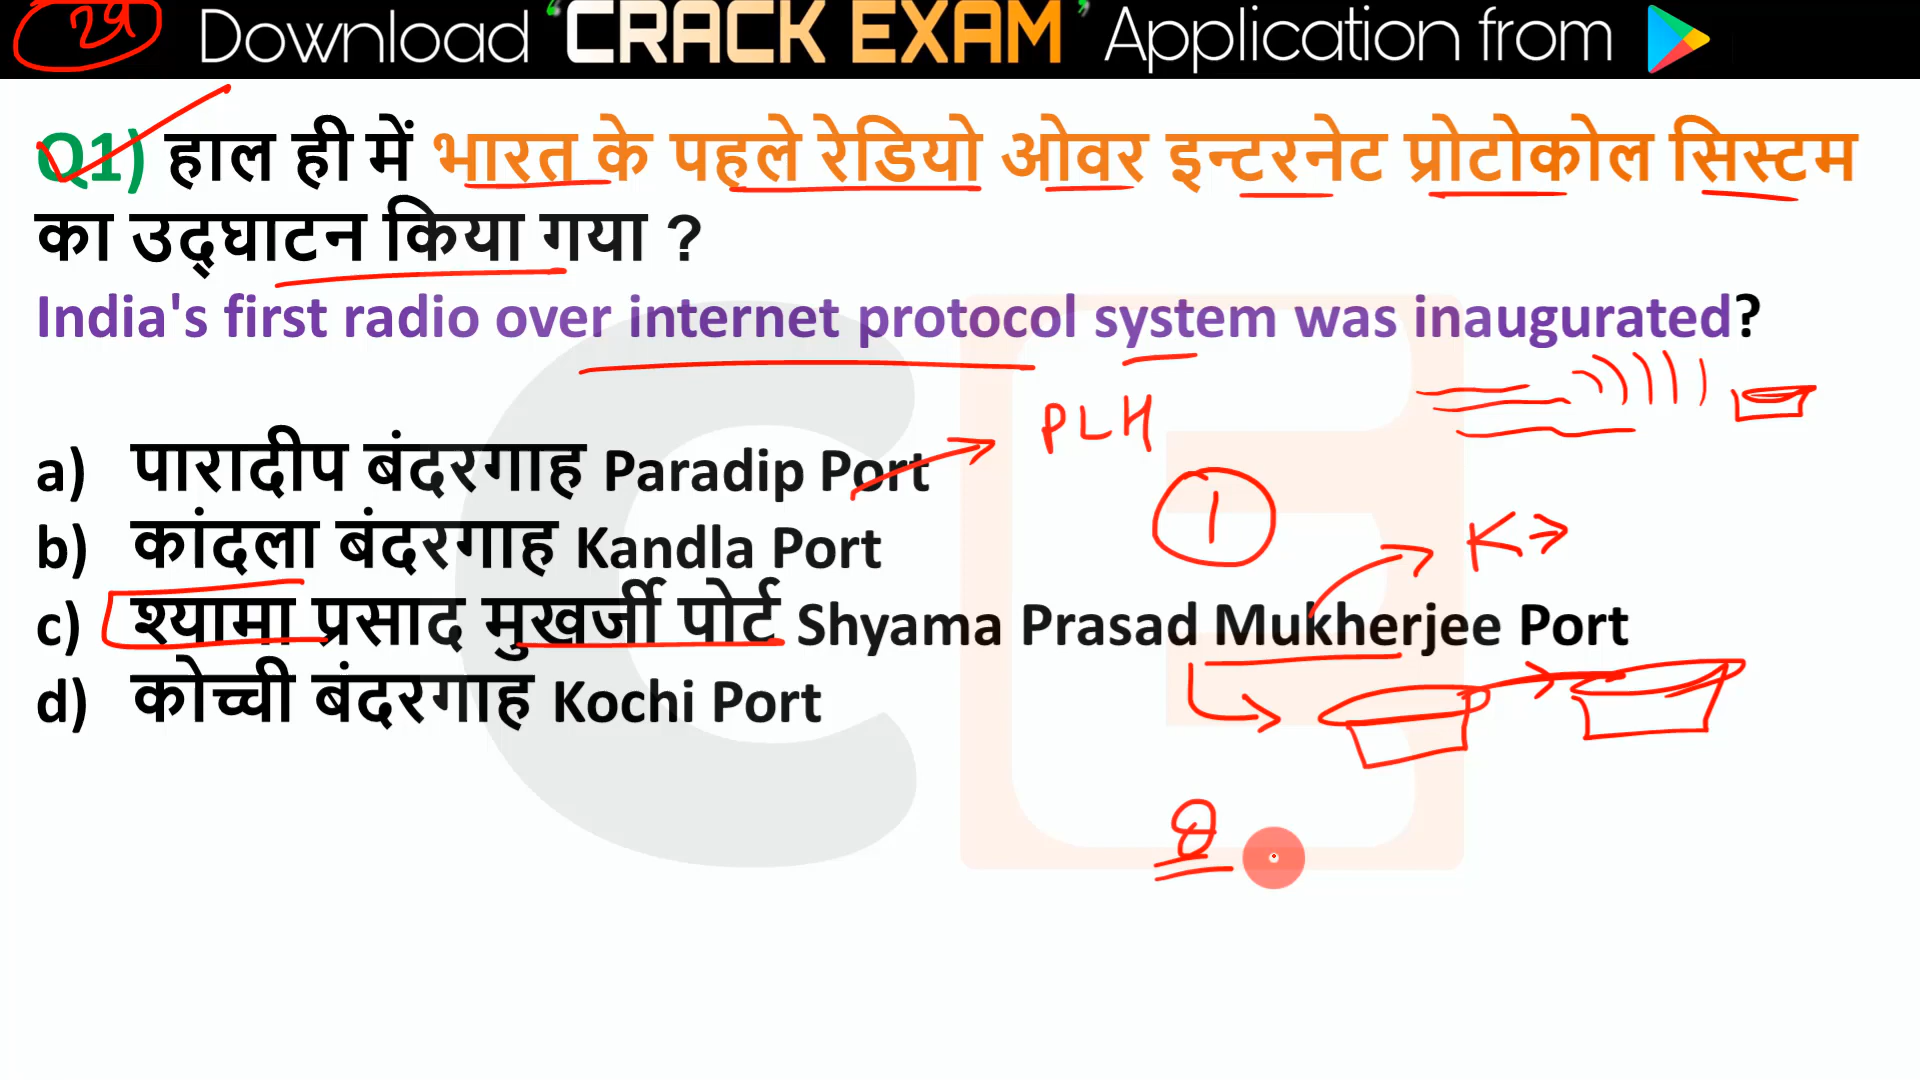 29 Download 'CRACK EXAM' Application from
Q1) हाल ही में भारत के पहले रेडियो ओवर इन्टरनेट प्रोटोकोल सिस्टम
का उद्घाटन किया गया ?
India's first radio over internet protocol system was inaugurated?
a) पारादीप बंदरगाह Paradip Port
PLH
b) कांदला बंदरगाह Kandla Port
1
K
c) श्यामा प्रसाद मुखर्जी पोर्ट Shyama Prasad Mukherjee Port
d) कोच्ची बंदरगाह Kochi Port